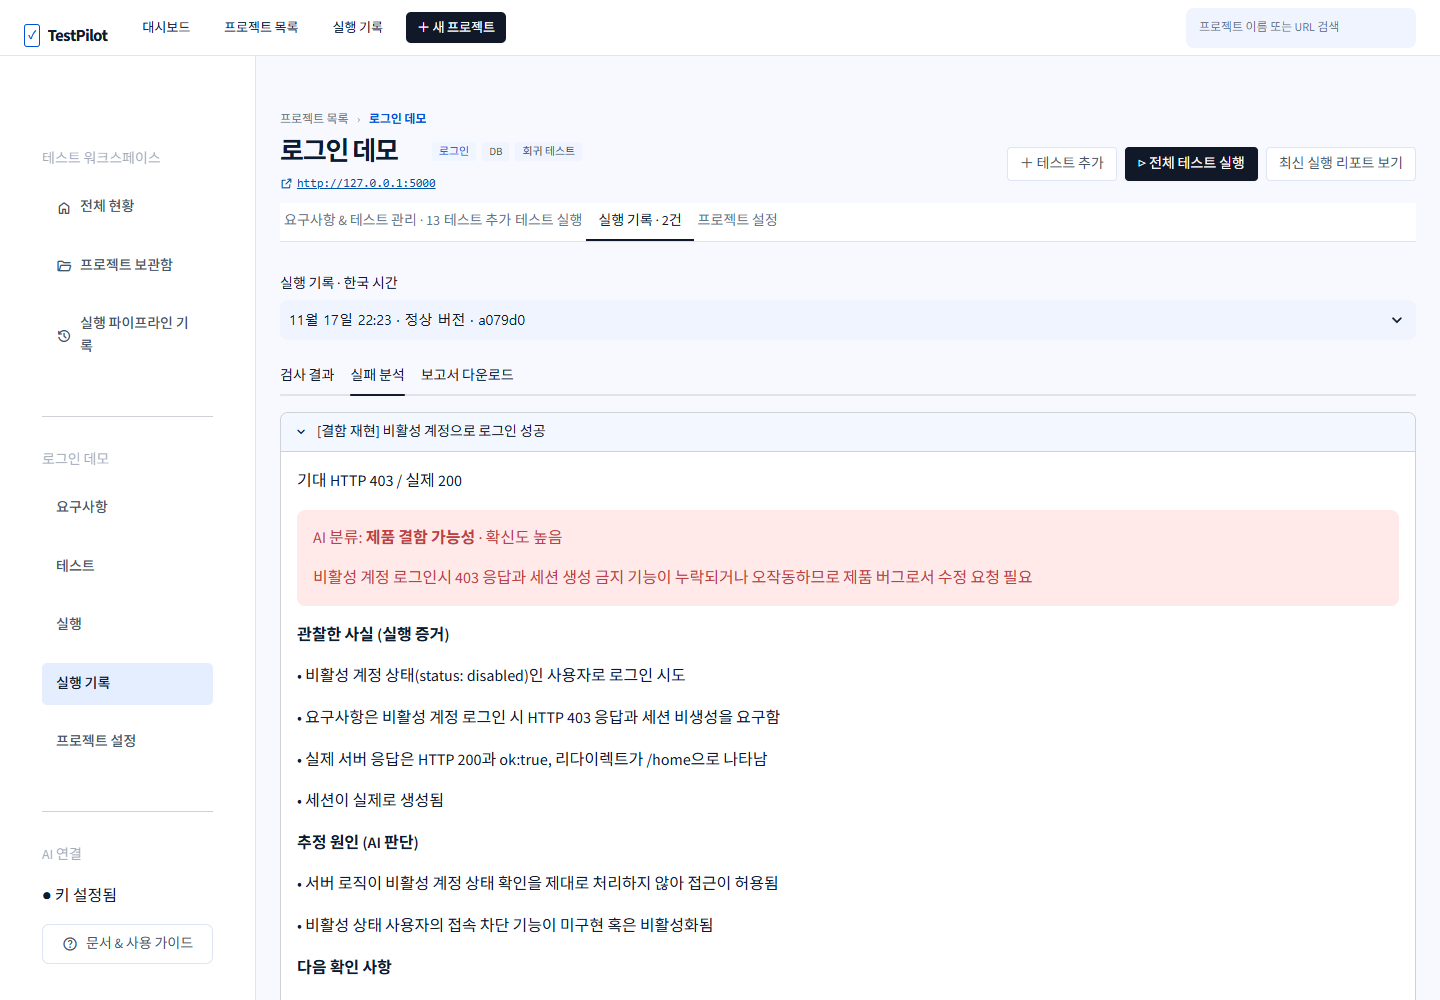 TestPilot
대시보드
프로젝트 목록
실행 기록
+ 새 프로젝트
프로젝트 이름 또는 URL 검색
테스트 워크스페이스
전체 현황
프로젝트 보관함
실행 파이프라인 기
록
로그인 데모
요구사항
테스트
실행
실행 기록
프로젝트 설정
AI 연결
● 키 설정됨
문서 & 사용 가이드
프로젝트 목록 › 로그인 데모
로그인 데모
로그인
DB
회귀 테스트
http://127.0.0.1:5000
+ 테스트 추가
▷ 전체 테스트 실행
최신 실행 리포트 보기
요구사항 & 테스트 관리 · 13 테스트 추가 테스트 실행
실행 기록 · 2건
프로젝트 설정
실행 기록 · 한국 시간
11월 17일 22:23 · 정상 버전 · a079d0
검사 결과
실패 분석
보고서 다운로드
[결함 재현] 비활성 계정으로 로그인 성공
기대 HTTP 403 / 실제 200
AI 분류: 제품 결함 가능성 · 확신도 높음
비활성 계정 로그인시 403 응답과 세션 생성 금지 기능이 누락되거나 오작동하므로 제품 버그로서 수정 요청 필요
관찰한 사실 (실행 증거)
• 비활성 계정 상태(status: disabled)인 사용자로 로그인 시도
• 요구사항은 비활성 계정 로그인 시 HTTP 403 응답과 세션 비생성을 요구함
• 실제 서버 응답은 HTTP 200과 ok:true, 리다이렉트가 /home으로 나타남
• 세션이 실제로 생성됨
추정 원인 (AI 판단)
• 서버 로직이 비활성 계정 상태 확인을 제대로 처리하지 않아 접근이 허용됨
• 비활성 상태 사용자의 접속 차단 기능이 미구현 혹은 비활성화됨
다음 확인 사항